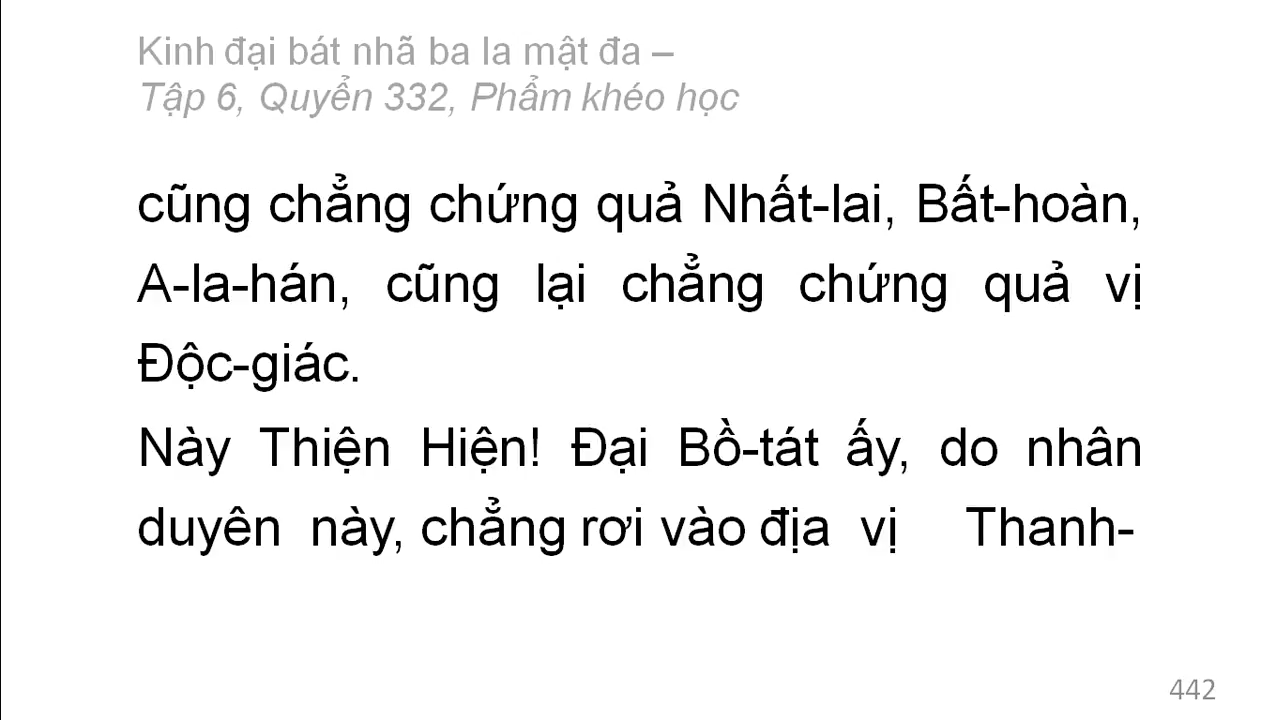 Kinh đại bát nhã ba la mật đa –
Tập 6, Quyển 332, Phẩm khéo học
cũng chẳng chứng quả Nhất-lai, Bất-hoàn,
A-la-hán, cũng lại chẳng chứng quả vị
Độc-giác.
Này Thiện Hiện! Đại Bồ-tát ấy, do nhân
duyên này, chẳng rơi vào địa vị Thanh-
442